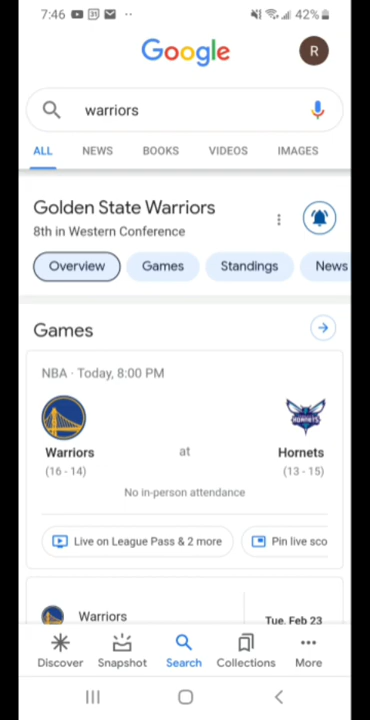 7:46 31 42%
Google
R
warriors
ALL NEWS BOOKS VIDEOS IMAGES
Golden State Warriors
8th in Western Conference
Overview Games Standings News
Games
NBA · Today, 8:00 PM
HORNETS
Warriors at Hornets
(16 - 14) (13 - 15)
No in-person attendance
Live on League Pass & 2 more Pin live sco
Warriors
Tue, Feb 23
Discover Snapshot Search Collections More